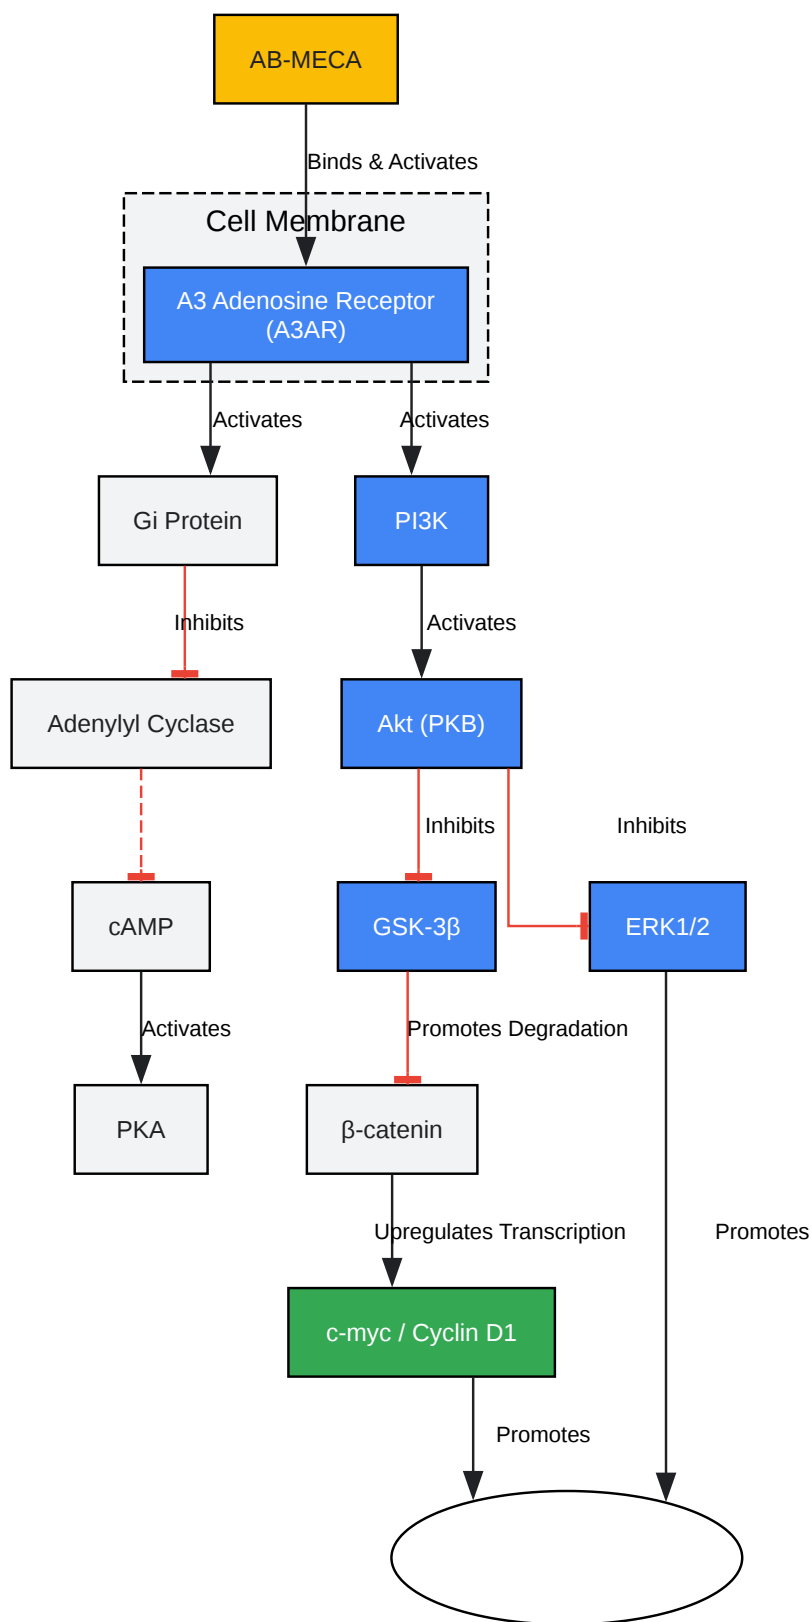 AB-MECA
Binds & Activates
Cell Membrane
A3 Adenosine Receptor
(A3AR)
Activates
Activates
Gi Protein
PI3K
Inhibits
Activates
Adenylyl Cyclase
Akt (PKB)
Inhibits
Inhibits
cAMP
GSK-3β
ERK1/2
Activates
Promotes Degradation
PKA
β-catenin
Upregulates Transcription
Promotes
c-myc / Cyclin D1
Promotes